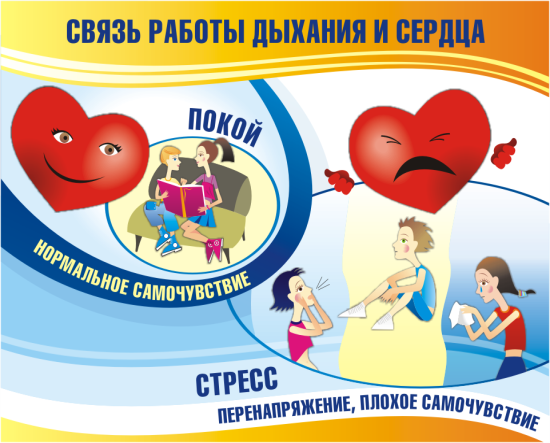 СВЯЗЬ РАБОТЫ ДЫХАНИЯ И СЕРДЦА
ПОКОЙ
НОРМАЛЬНОЕ САМОЧУВСТВИЕ
СТРЕСС
ПЕРЕНАПРЯЖЕНИЕ, ПЛОХОЕ САМОЧУВСТВИЕ